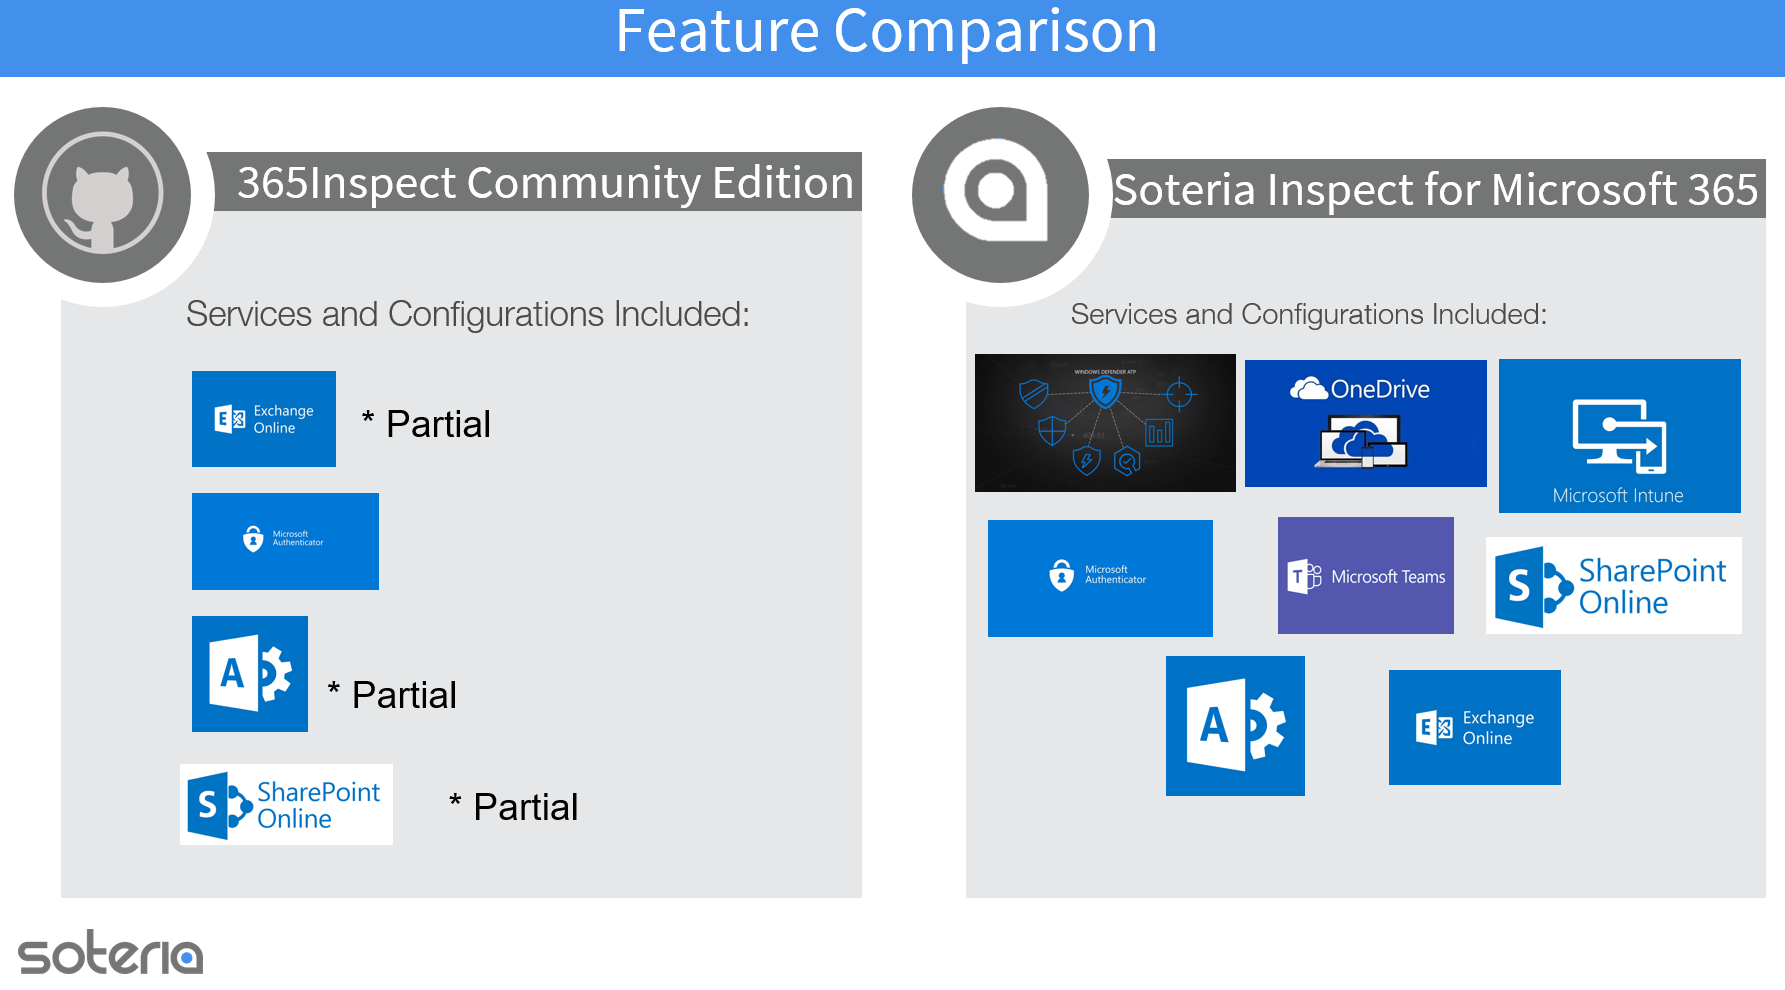 Feature Comparison
365Inspect Community Edition
Services and Configurations Included:
E
Exchange
Online
* Partial
Microsoft
Authenticator
A
* Partial
S
SharePoint
Online
* Partial
Soteria Inspect for Microsoft 365
Services and Configurations Included:
WINDOWS DEFENDER ATP
OneDrive
Microsoft Intune
Microsoft
Authenticator
T
Microsoft Teams
S
SharePoint
Online
A
E
Exchange
Online
soteria